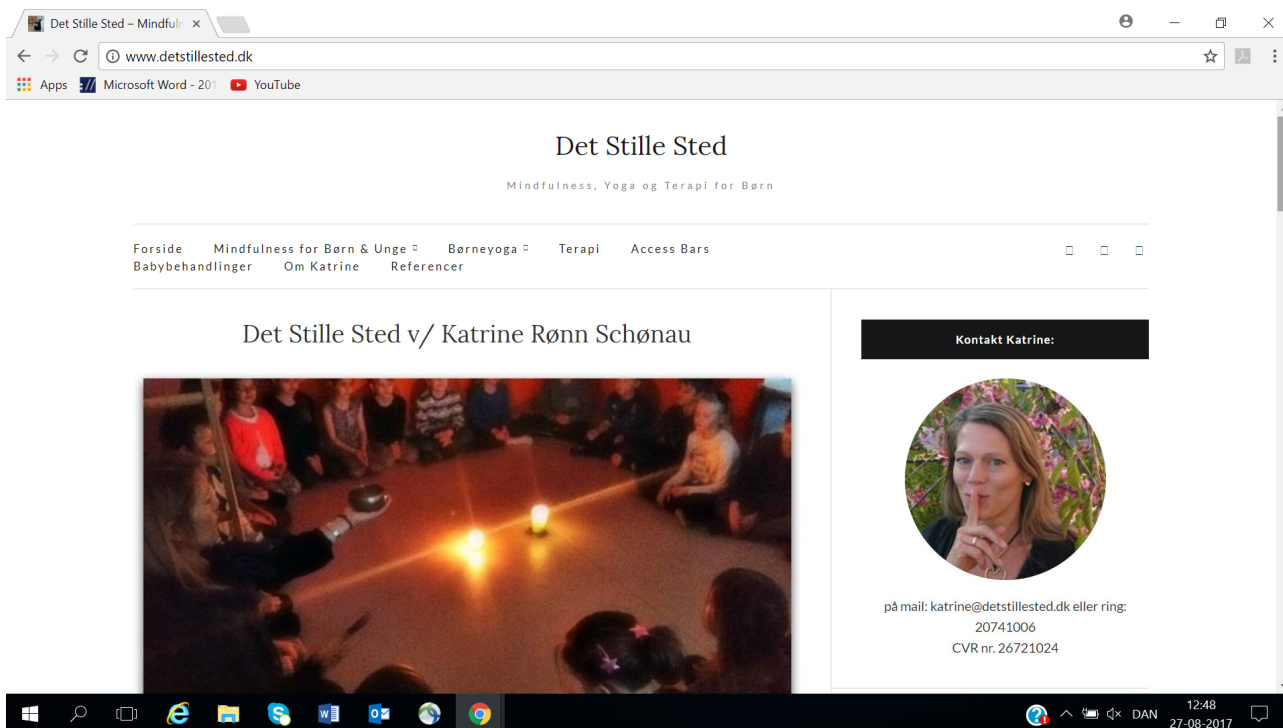 Det Stille Sted – Mindfuln
www.detstillested.dk
Apps
Microsoft Word - 201
YouTube
Det Stille Sted
Mindfulness, Yoga og Terapi for Børn
Forside Mindfulness for Børn & Unge Børneyoga Terapi Access Bars
Babybehandlinger Om Katrine Referencer
Det Stille Sted v/ Katrine Rønn Schønau
Kontakt Katrine:
på mail: katrine@detstillested.dk eller ring:
20741006
CVR nr. 26721024
DAN
12:48
27-08-2017